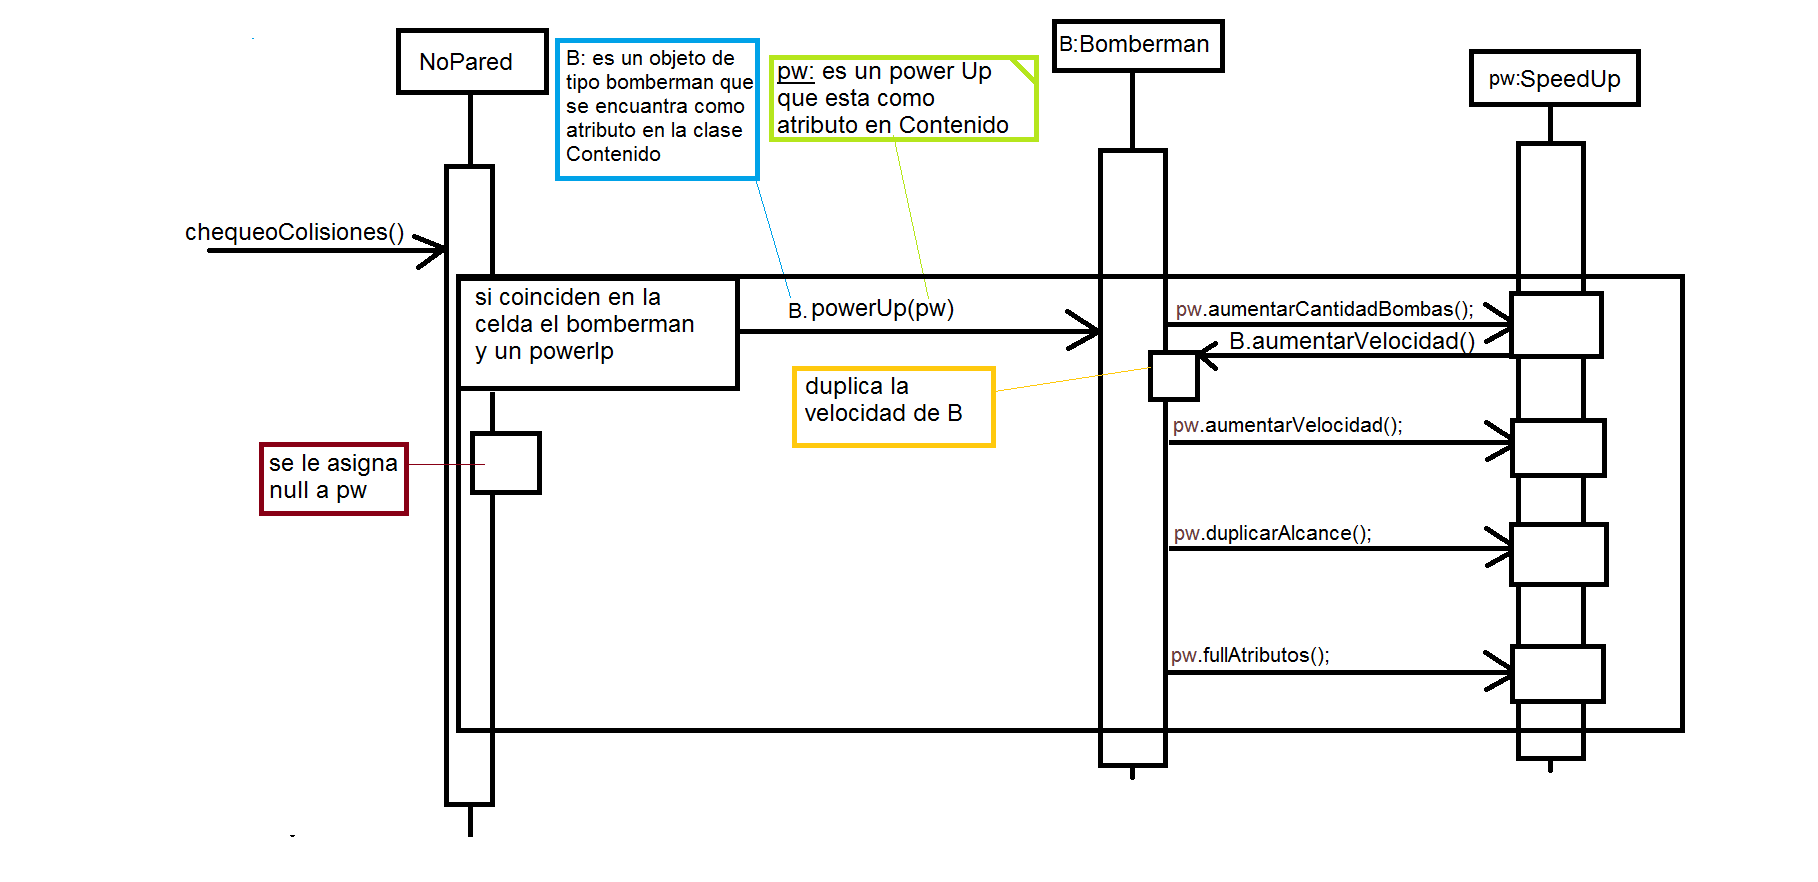 NoPared
B: es un objeto de
tipo bomberman que
se encuantra como
atributo en la clase
Contenido
pw: es un power Up
que esta como
atributo en Contenido
B:Bomberman
pw:SpeedUp
chequeoColisiones()
si coinciden en la
celda el bomberman
y un powerIp
B.powerUp(pw)
pw.aumentarCantidadBombas();
B.aumentarVelocidad()
duplica la
velocidad de B
pw.aumentarVelocidad();
se le asigna
null a pw
pw.duplicarAlcance();
pw.fullAtributos();